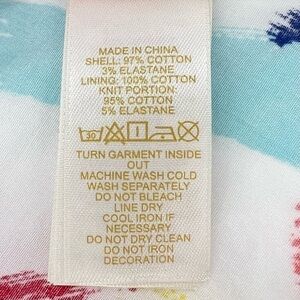 MADE IN CHINA
SHELL: 97% COTTON
3% ELASTANE
LINING: 100% COTTON
KNIT PORTION:
95% COTTON
5% ELASTANE
30
TURN GARMENT INSIDE
OUT
MACHINE WASH COLD
WASH SEPARATELY
DO NOT BLEACH
LINE DRY
COOL IRON IF
NECESSARY
DO NOT DRY CLEAN
DO NOT IRON
DECORATION